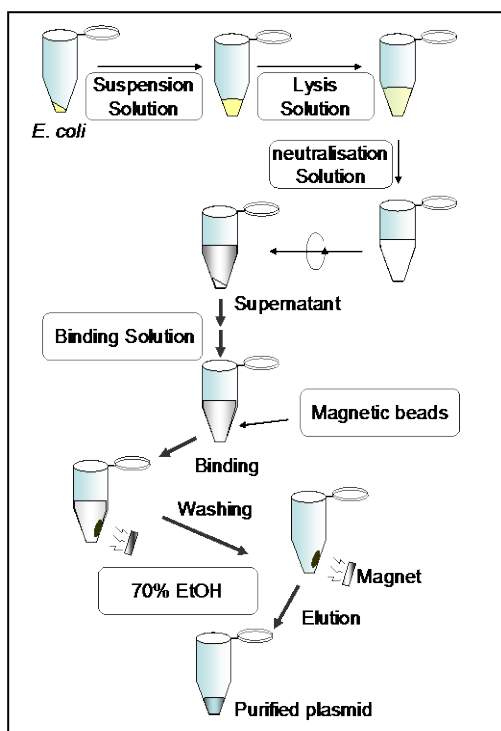 Suspension
Solution
Lysis
Solution
E. coli
neutralisation
Solution
Supernatant
Binding Solution
Magnetic beads
Binding
Washing
Magnet
70% EtOH
Elution
Purified plasmid